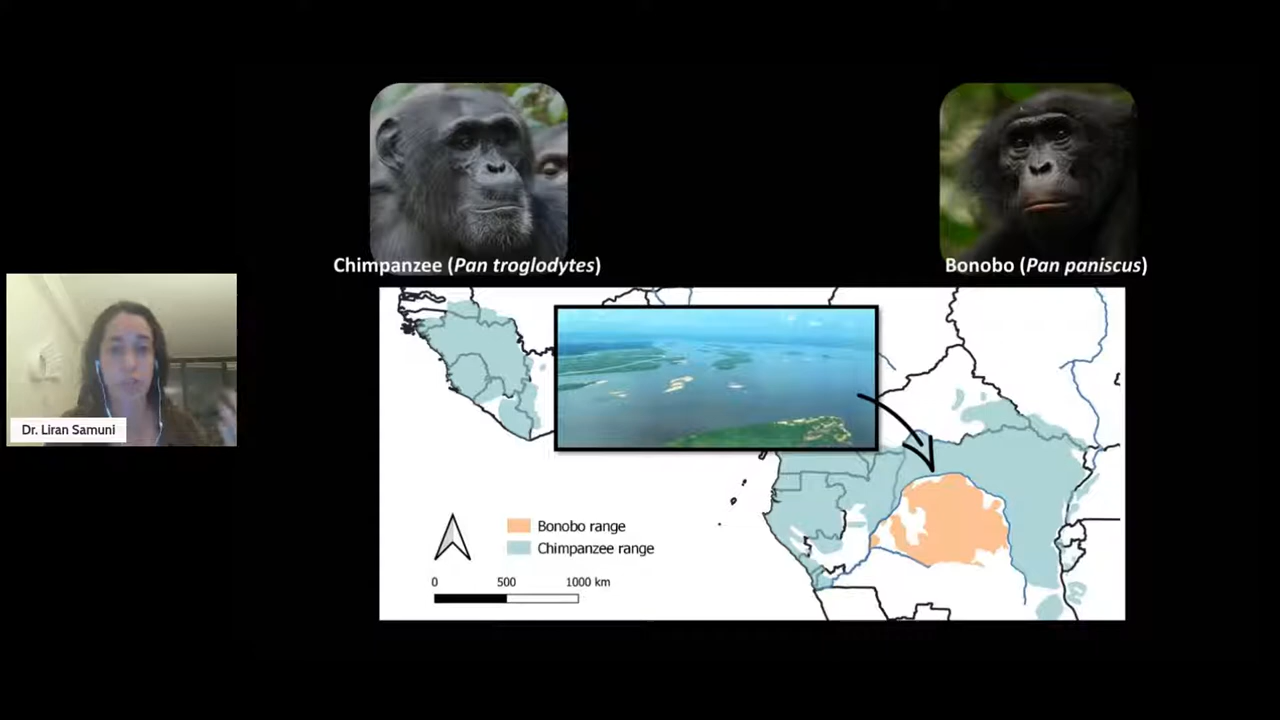 Chimpanzee (Pan troglodytes)
Bonobo (Pan paniscus)
Dr. Liran Samuni
Bonobo range
Chimpanzee range
0 500 1000 km